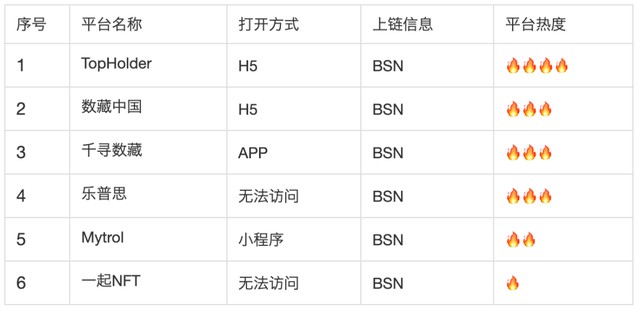 序号 平台名称 打开方式 上链信息 平台热度
1 TopHolder H5 BSN 🔥🔥🔥🔥
2 数藏中国 H5 BSN 🔥🔥🔥
3 千寻数藏 APP BSN 🔥🔥🔥
4 乐普思 无法访问 BSN 🔥🔥🔥
5 Mytrol 小程序 BSN 🔥🔥
6 一起NFT 无法访问 BSN 🔥